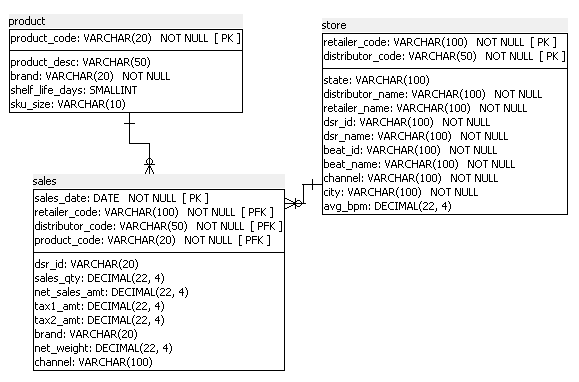 product
product_code: VARCHAR(20) NOT NULL [ PK ]
product_desc: VARCHAR(50)
brand: VARCHAR(20) NOT NULL
shelf_life_days: SMALLINT
sku_size: VARCHAR(10)
store
retailer_code: VARCHAR(100) NOT NULL [ PK ]
distributor_code: VARCHAR(50) NOT NULL [ PK ]
state: VARCHAR(100)
distributor_name: VARCHAR(100) NOT NULL
retailer_name: VARCHAR(100) NOT NULL
dsr_id: VARCHAR(100) NOT NULL
dsr_name: VARCHAR(100) NOT NULL
beat_id: VARCHAR(100) NOT NULL
beat_name: VARCHAR(100) NOT NULL
channel: VARCHAR(100) NOT NULL
city: VARCHAR(100) NOT NULL
avg_bpm: DECIMAL(22, 4)
sales
sales_date: DATE NOT NULL [ PK ]
retailer_code: VARCHAR(100) NOT NULL [ PFK ]
distributor_code: VARCHAR(50) NOT NULL [ PFK ]
product_code: VARCHAR(20) NOT NULL [ PFK ]
dsr_id: VARCHAR(20)
sales_qty: DECIMAL(22, 4)
net_sales_amt: DECIMAL(22, 4)
tax1_amt: DECIMAL(22, 4)
tax2_amt: DECIMAL(22, 4)
brand: VARCHAR(20)
net_weight: DECIMAL(22, 4)
channel: VARCHAR(100)